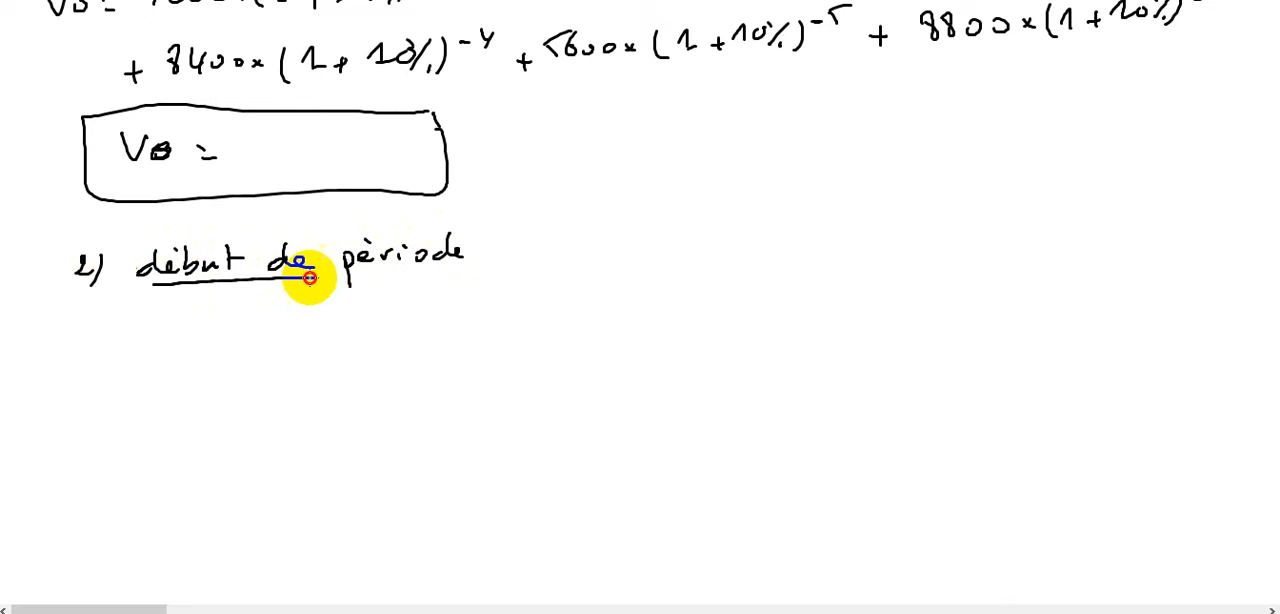 + 8400 × (1 + 10%)^-4 + 5600 × (1 + 10%)^-5 + 8800 × (1 + 10%)
V0 =
2) début de période